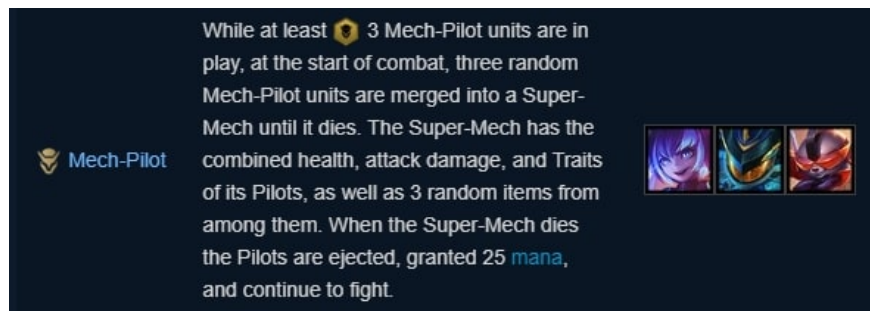 While at least 3 Mech-Pilot units are in
play, at the start of combat, three random
Mech-Pilot units are merged into a Super-
Mech until it dies. The Super-Mech has the
Mech-Pilot
combined health, attack damage, and Traits
of its Pilots, as well as 3 random items from
among them. When the Super-Mech dies
the Pilots are ejected, granted 25 mana,
and continue to fight.